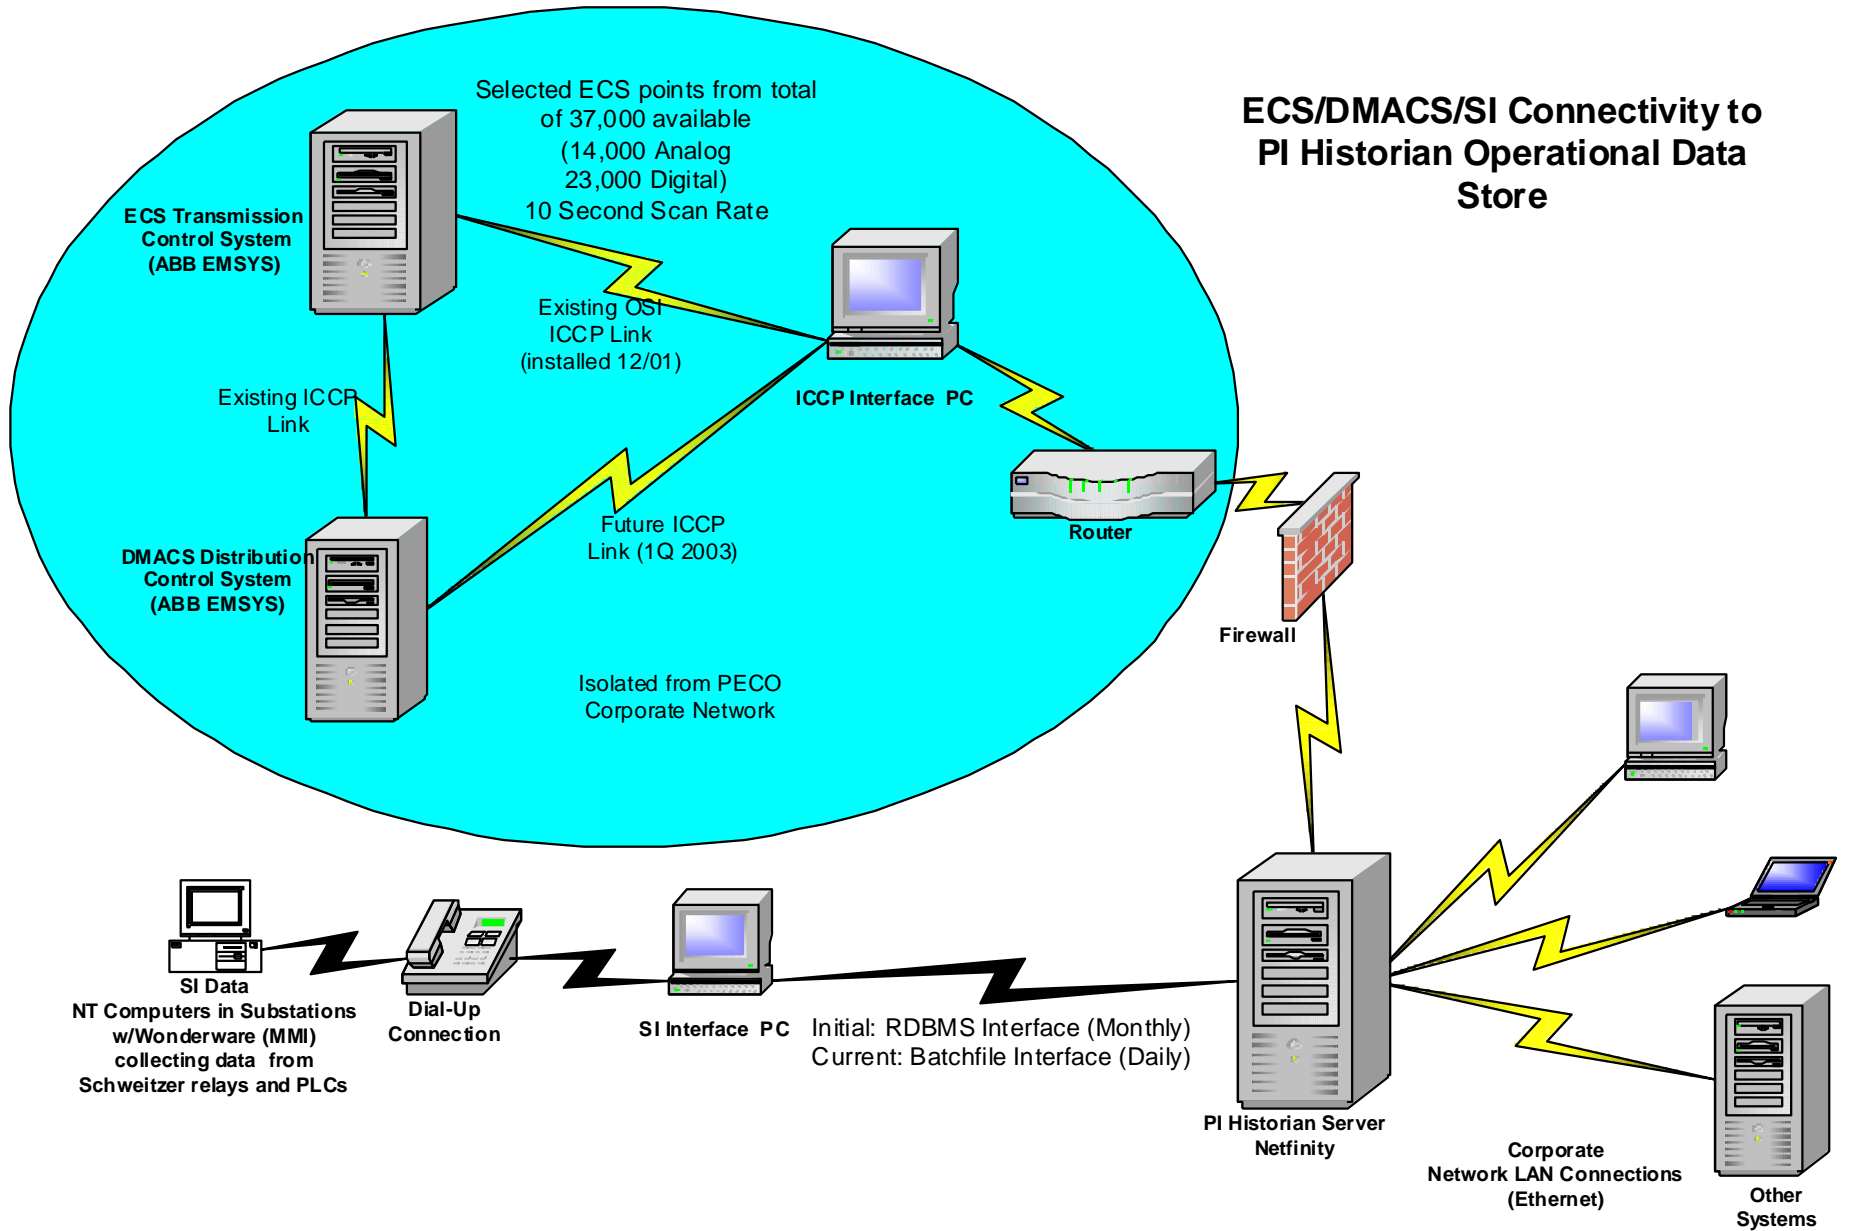 ECS/DMACS/SI Connectivity to
PI Historian Operational Data
Store
Selected ECS points from total
of 37,000 available
(14,000 Analog
23,000 Digital)
10 Second Scan Rate
ECS Transmission
Control System
(ABB EMSYS)
Existing OSI
ICCP Link
(installed 12/01)
ICCP Interface PC
Existing ICCP
Link
Router
Future ICCP
Link (1Q 2003)
DMACS Distribution
Control System
(ABB EMSYS)
Firewall
Isolated from PECO
Corporate Network
SI Data
NT Computers in Substations
w/Wonderware (MMI)
collecting data from
Schweitzer relays and PLCs
Dial-Up
Connection
SI Interface PC
Initial: RDBMS Interface (Monthly)
Current: Batchfile Interface (Daily)
PI Historian Server
Netfinity
Corporate
Network LAN Connections
(Ethernet)
Other
Systems